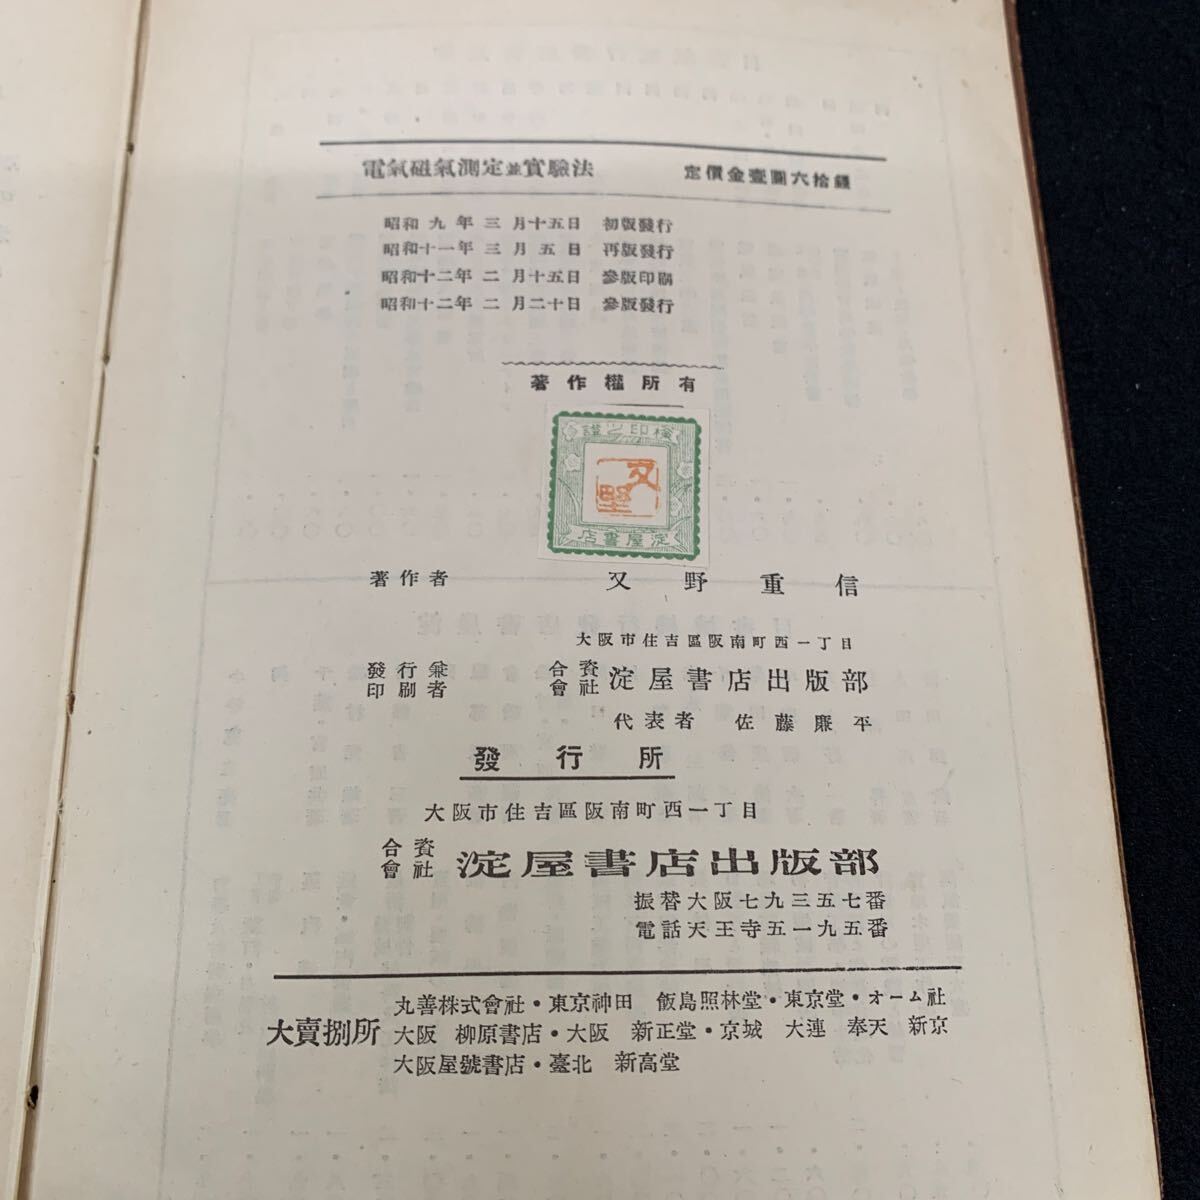 電氣磁氣測定並實驗法 定價金壹圓六拾錢
昭和九年三月十五日 初版發行
昭和十一年三月五日 再版發行
昭和十二年二月十五日 參版印刷
昭和十二年二月二十日 參版發行
著作權所有
檢印之證
又野
淀屋書店
著作者 又野重信
大阪市住吉區阪南町西一丁目
發行兼印刷者 合資會社 淀屋書店出版部
代表者 佐藤廉平
發行所
大阪市住吉區阪南町西一丁目
合資會社 淀屋書店出版部
振替大阪七九三五七番
電話天王寺五一九五番
大賣捌所
丸善株式會社・東京神田 飯島照林堂・東京堂・オーム社
大阪 柳原書店・大阪 新正堂・京城 大連 奉天 新京
大阪屋號書店・臺北 新高堂